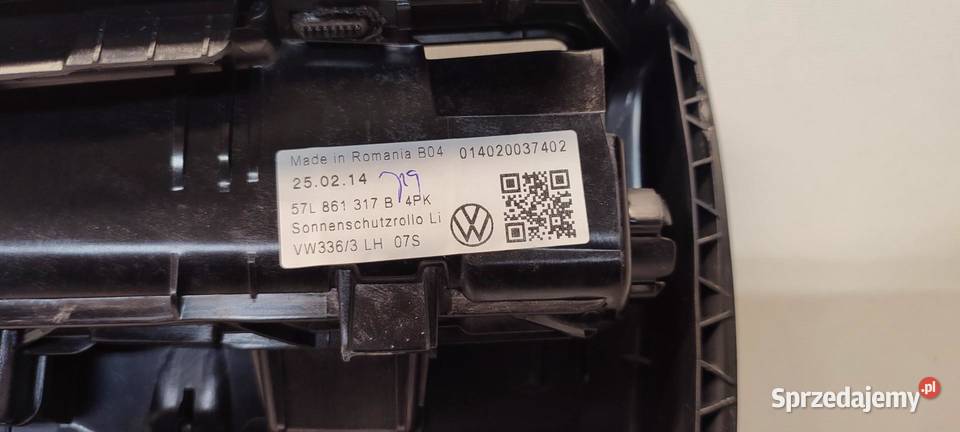 Made in Romania B04 014020037402
25.02.14
57L 861 317 B 4PK
Sonnenschutzrollo Li
VW336/3 LH 07S
Sprzedajemy.pl